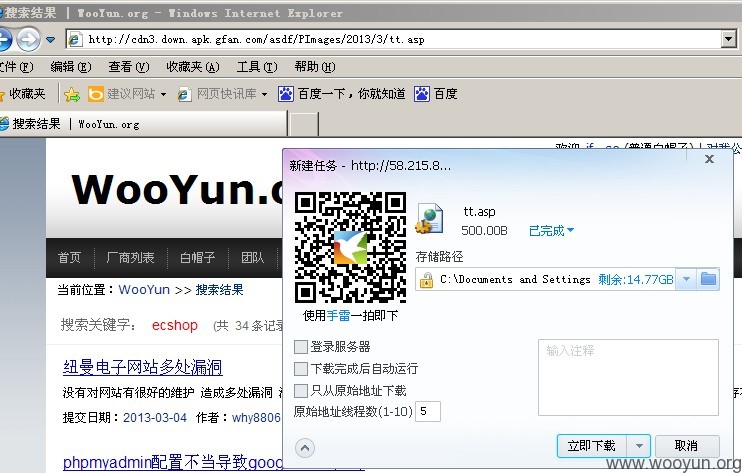 搜索结果 | WooYun.org - Windows Internet Explorer
http://cdn3.down.apk.gfan.com/asdf/PImages/2013/3/tt.asp
文件(F) 编辑(E) 查看(V) 收藏夹(A) 工具(T) 帮助(H)
收藏夹 建议网站 网页快讯库 百度一下,你就知道 百度
搜索结果 | WooYun.org
欢迎
WooYun.o
新建任务 - http://58.215.8...
tt.asp
500.00B 已完成
存储路径
C:\Documents and Settings 剩余:14.77GB
使用手雷一拍即下
首页 厂商列表 白帽子 团队
当前位置: WooYun >> 搜索结果
搜索关键字: ecshop (共 34 条记录
登录服务器
下载完成后自动运行
只从原始地址下载
原始地址线程数(1-10) 5
输入注释
纽曼电子网站多处漏洞
没有对网站有很好的维护 造成多处漏洞
提交日期: 2013-03-04 作者: why8806
立即下载 取消
phpmyadmin配置不当导致goog
www.wooyun.org